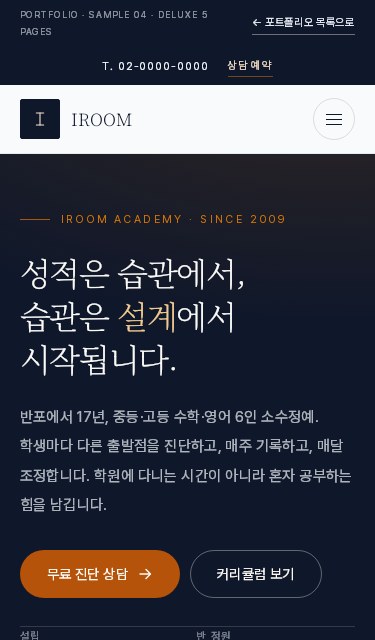 PORTFOLIO · SAMPLE 04 · DELUXE 5
PAGES
← 포트폴리오 목록으로
T. 02-0000-0000 상담 예약
I IROOM
IROOM ACADEMY · SINCE 2009
성적은 습관에서,
습관은 설계에서
시작됩니다.
반포에서 17년, 중등·고등 수학·영어 6인 소수정예.
학생마다 다른 출발점을 진단하고, 매주 기록하고, 매달
조정합니다. 학원에 다니는 시간이 아니라 혼자 공부하는
힘을 남깁니다.
무료 진단 상담 → 커리큘럼 보기
설립 반 정원